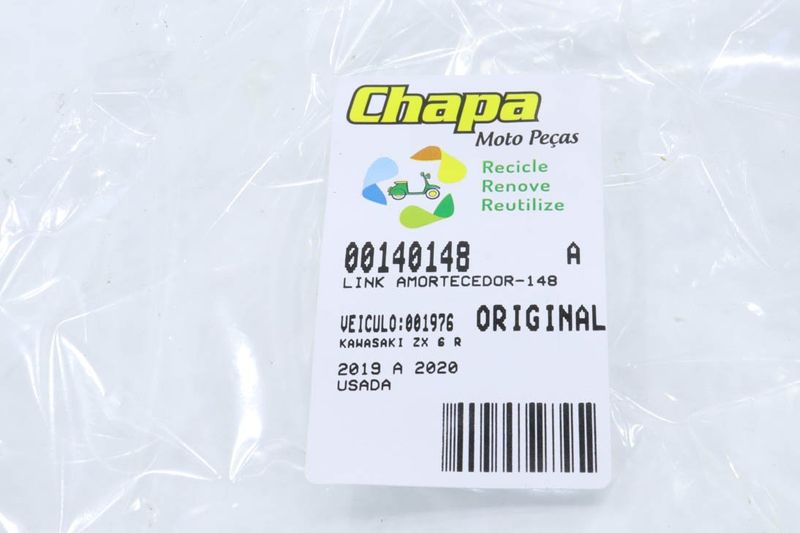 Chapa
Moto Peças
Recicle
Renove
Reutilize
00140148 A
LINK AMORTECEDOR-148
VEICULO:001976 ORIGINAL
KAWASAKI ZX 6 R
2019 A 2020
USADA